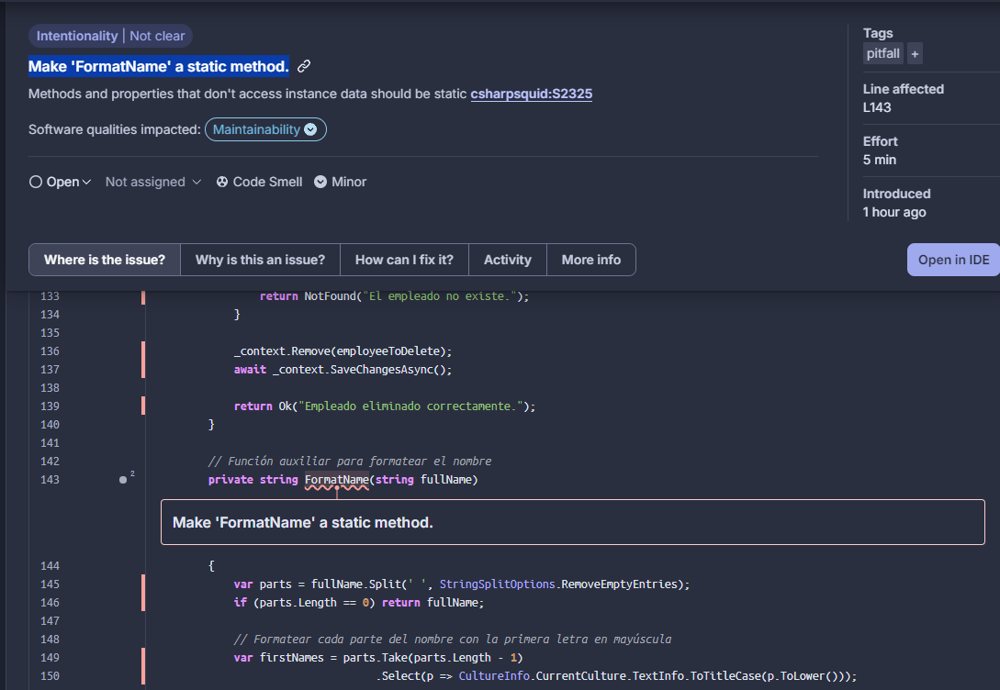 Intentionality | Not clear
Make 'FormatName' a static method.
Methods and properties that don't access instance data should be static csharpsquid:S2325
Software qualities impacted: Maintainability
Open Not assigned Code Smell Minor
Tags
pitfall +
Line affected
L143
Effort
5 min
Introduced
1 hour ago
Where is the issue? Why is this an issue? How can I fix it? Activity More info Open in IDE
133 return NotFound("El empleado no existe.");
134 }
135
136 _context.Remove(employeeToDelete);
137 await _context.SaveChangesAsync();
138
139 return Ok("Empleado eliminado correctamente.");
140 }
141
142 // Función auxiliar para formatear el nombre
143 2 private string FormatName(string fullName)
Make 'FormatName' a static method.
144 {
145 var parts = fullName.Split(' ', StringSplitOptions.RemoveEmptyEntries);
146 if (parts.Length == 0) return fullName;
147
148 // Formatear cada parte del nombre con la primera letra en mayúscula
149 var firstNames = parts.Take(parts.Length - 1)
150 .Select(p => CultureInfo.CurrentCulture.TextInfo.ToTitleCase(p.ToLower()));